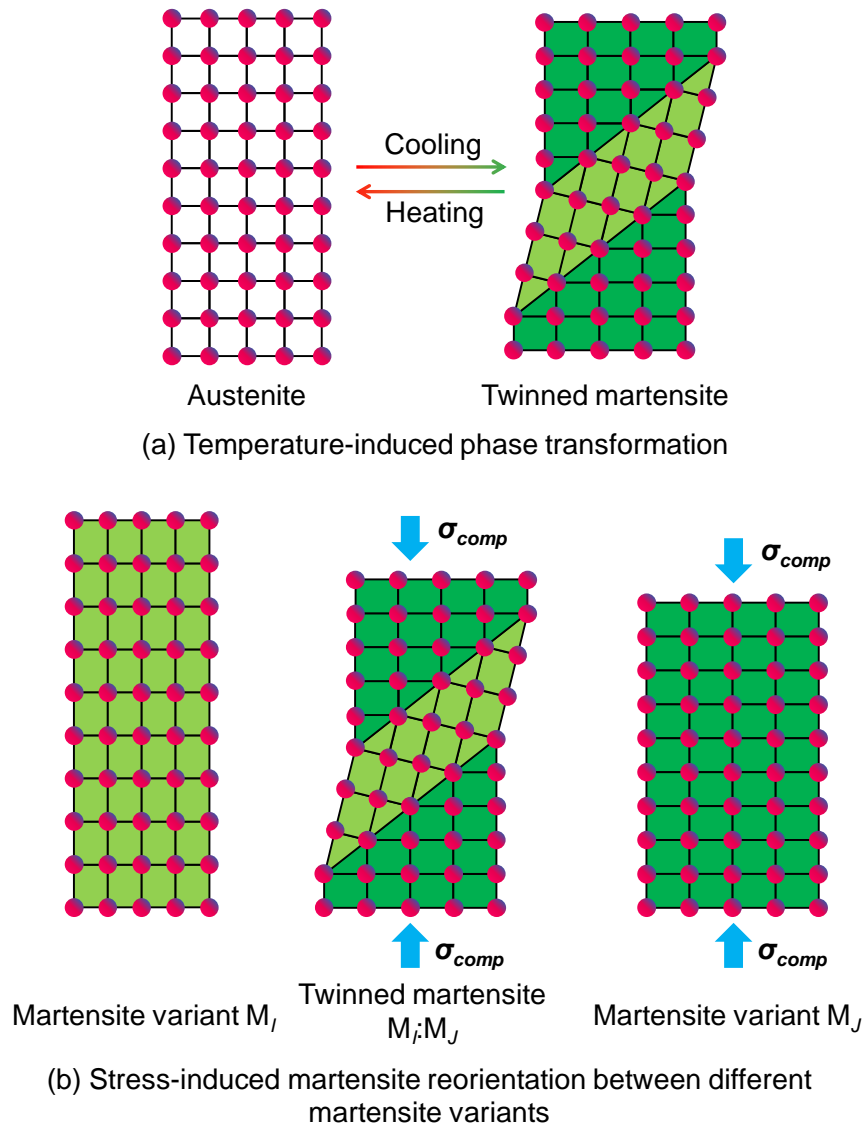 Cooling
Heating
Austenite
Twinned martensite
(a) Temperature-induced phase transformation
σcomp
σcomp
σcomp
σcomp
Martensite variant MI
Twinned martensite
MI:MJ
Martensite variant MJ
(b) Stress-induced martensite reorientation between different
martensite variants